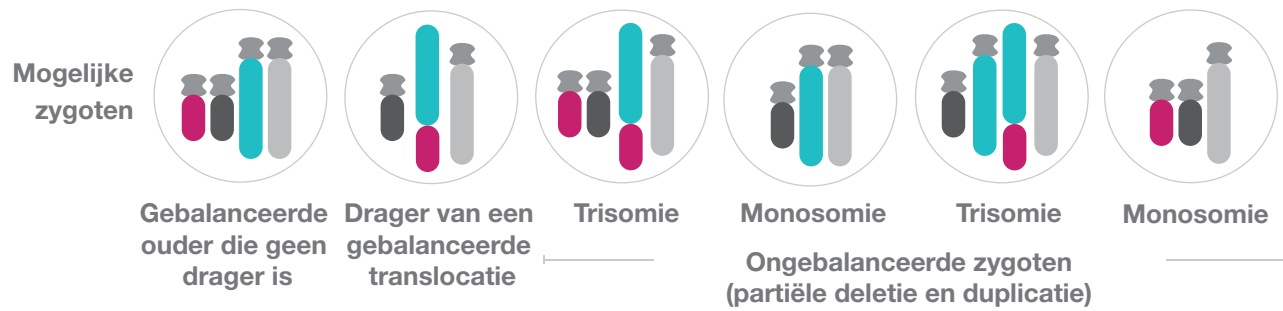 Mogelijke
zygoten
Gebalanceerde
ouder die geen
drager is
Drager van een
gebalanceerde
translocatie
Trisomie
Monosomie
Trisomie
Monosomie
Ongebalanceerde zygoten
(partiële deletie en duplicatie)